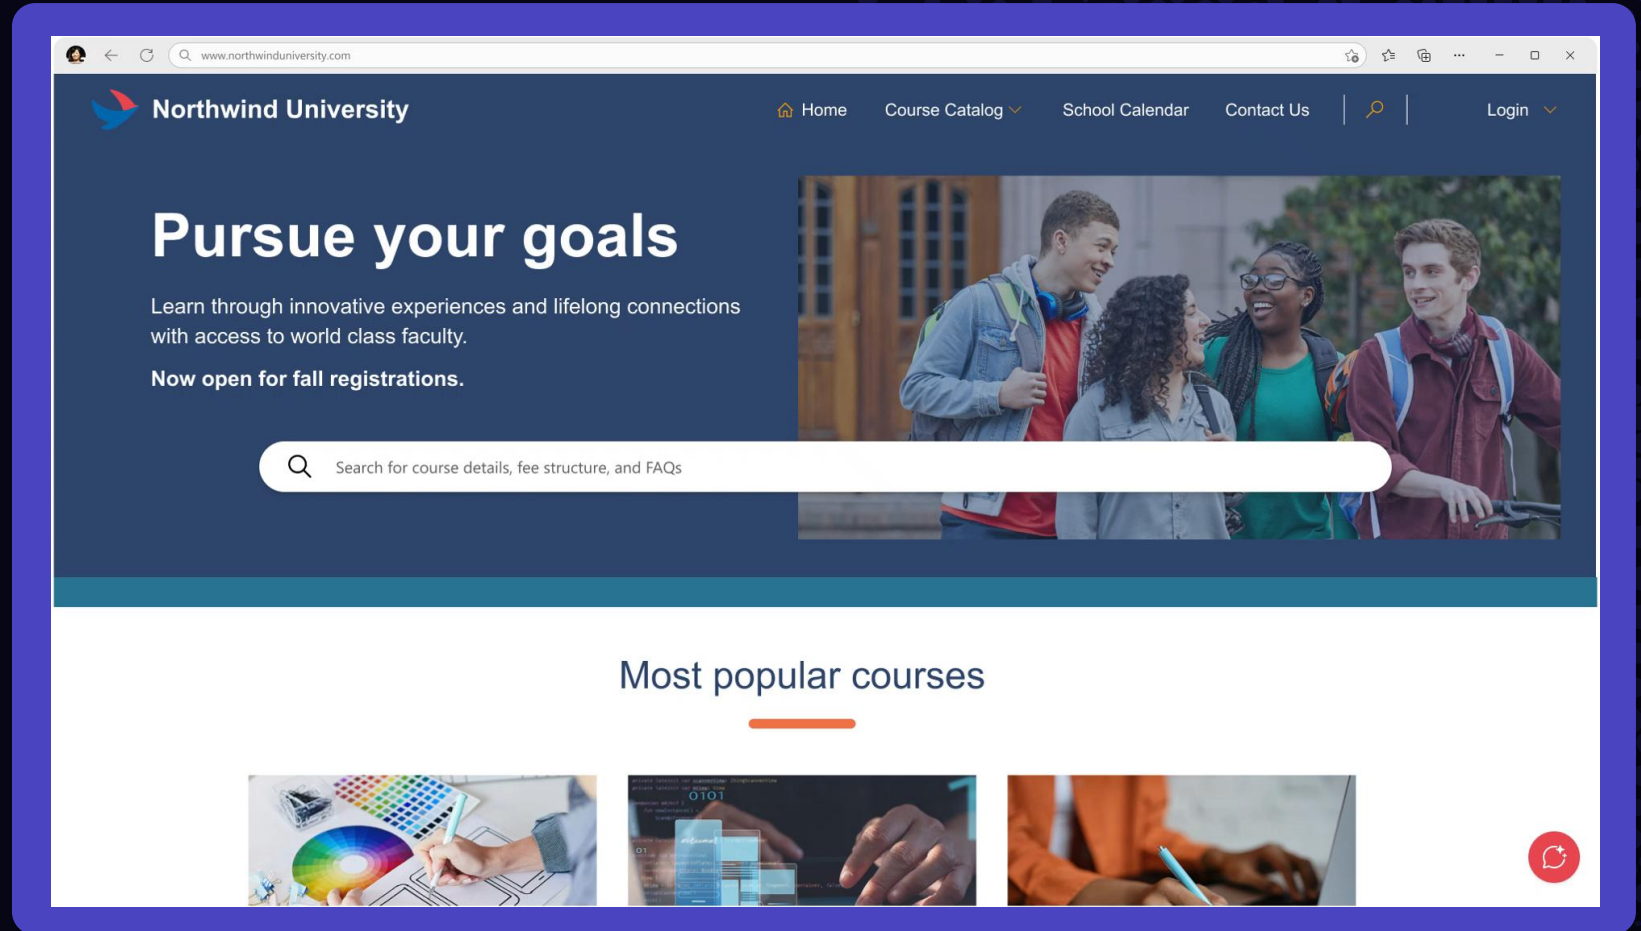 www.northwinduniversity.com
Northwind University
Home
Course Catalog
School Calendar
Contact Us
Login
Pursue your goals
Learn through innovative experiences and lifelong connections
with access to world class faculty.
Now open for fall registrations.
Search for course details, fee structure, and FAQs
Most popular courses
0101
01